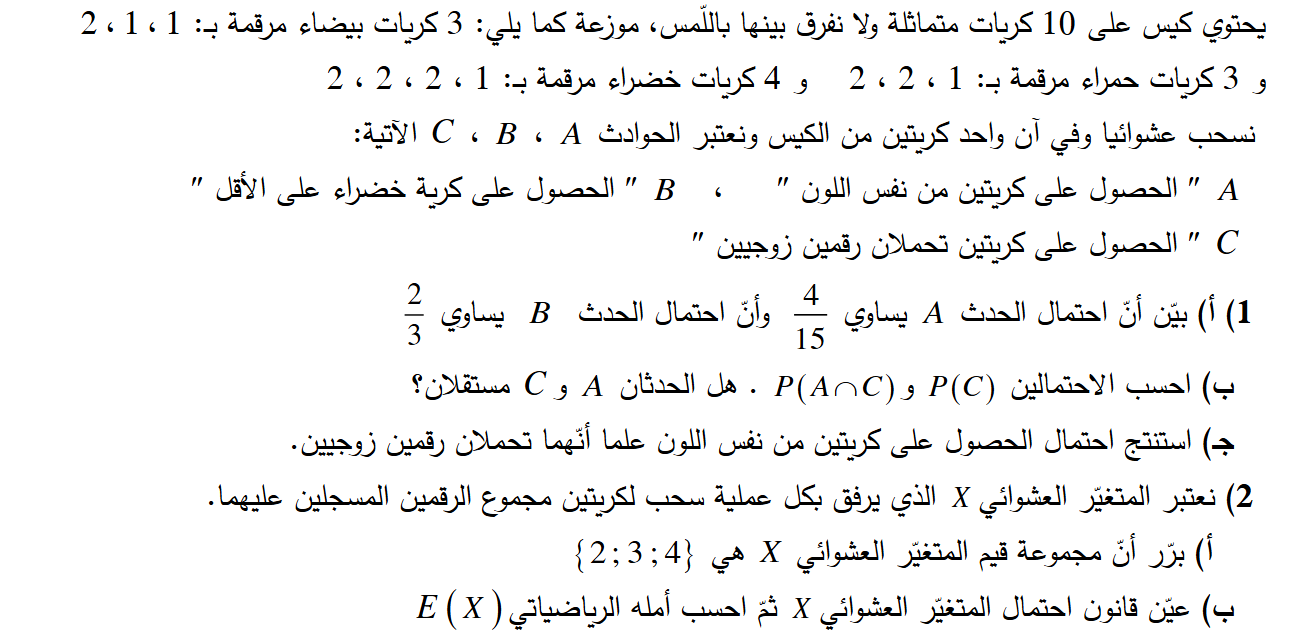 يحتوي كيس على 10 كريات متماثلة ولا نفرق بينها باللّمس، موزعة كما يلي: 3 كريات بيضاء مرقمة بـ: 1 ، 1 ، 2
و 3 كريات حمراء مرقمة بـ: 1 ، 2 ، 2 و 4 كريات خضراء مرقمة بـ: 1 ، 2 ، 2 ، 2
نسحب عشوائيا وفي آن واحد كريتين من الكيس ونعتبر الحوادث A ، B ، C الآتية:
A " الحصول على كريتين من نفس اللون " ، B " الحصول على كرية خضراء على الأقل "
C " الحصول على كريتين تحملان رقمين زوجيين "
1) أ) بيّن أنّ احتمال الحدث A يساوي 4/15 وأنّ احتمال الحدث B يساوي 2/3
ب) احسب الاحتمالين P(C) و P(A∩C) . هل الحدثان A و C مستقلان؟
جـ) استنتج احتمال الحصول على كريتين من نفس اللون علما أنّهما تحملان رقمين زوجيين.
2) نعتبر المتغيّر العشوائي X الذي يرفق بكل عملية سحب لكريتين مجموع الرقمين المسجلين عليهما.
أ) برّر أنّ مجموعة قيم المتغيّر العشوائي X هي {2;3;4}
ب) عيّن قانون احتمال المتغيّر العشوائي X ثمّ احسب أمله الرياضياتي E(X)